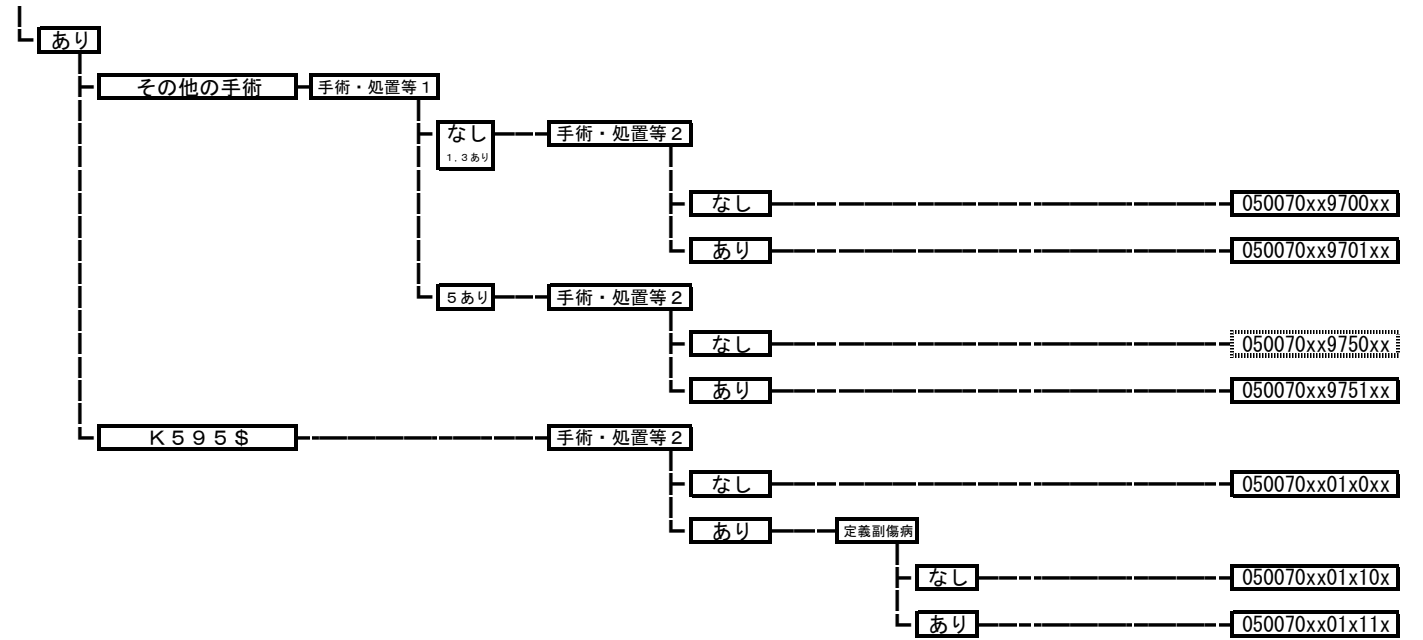 あり
その他の手術 手術・処置等１
なし 手術・処置等２
１，３あり
なし 050070xx9700xx
あり 050070xx9701xx
５あり 手術・処置等２
なし 050070xx9750xx
あり 050070xx9751xx
Ｋ５９５＄ 手術・処置等２
なし 050070xx01x0xx
あり 定義副傷病
なし 050070xx01x10x
あり 050070xx01x11x